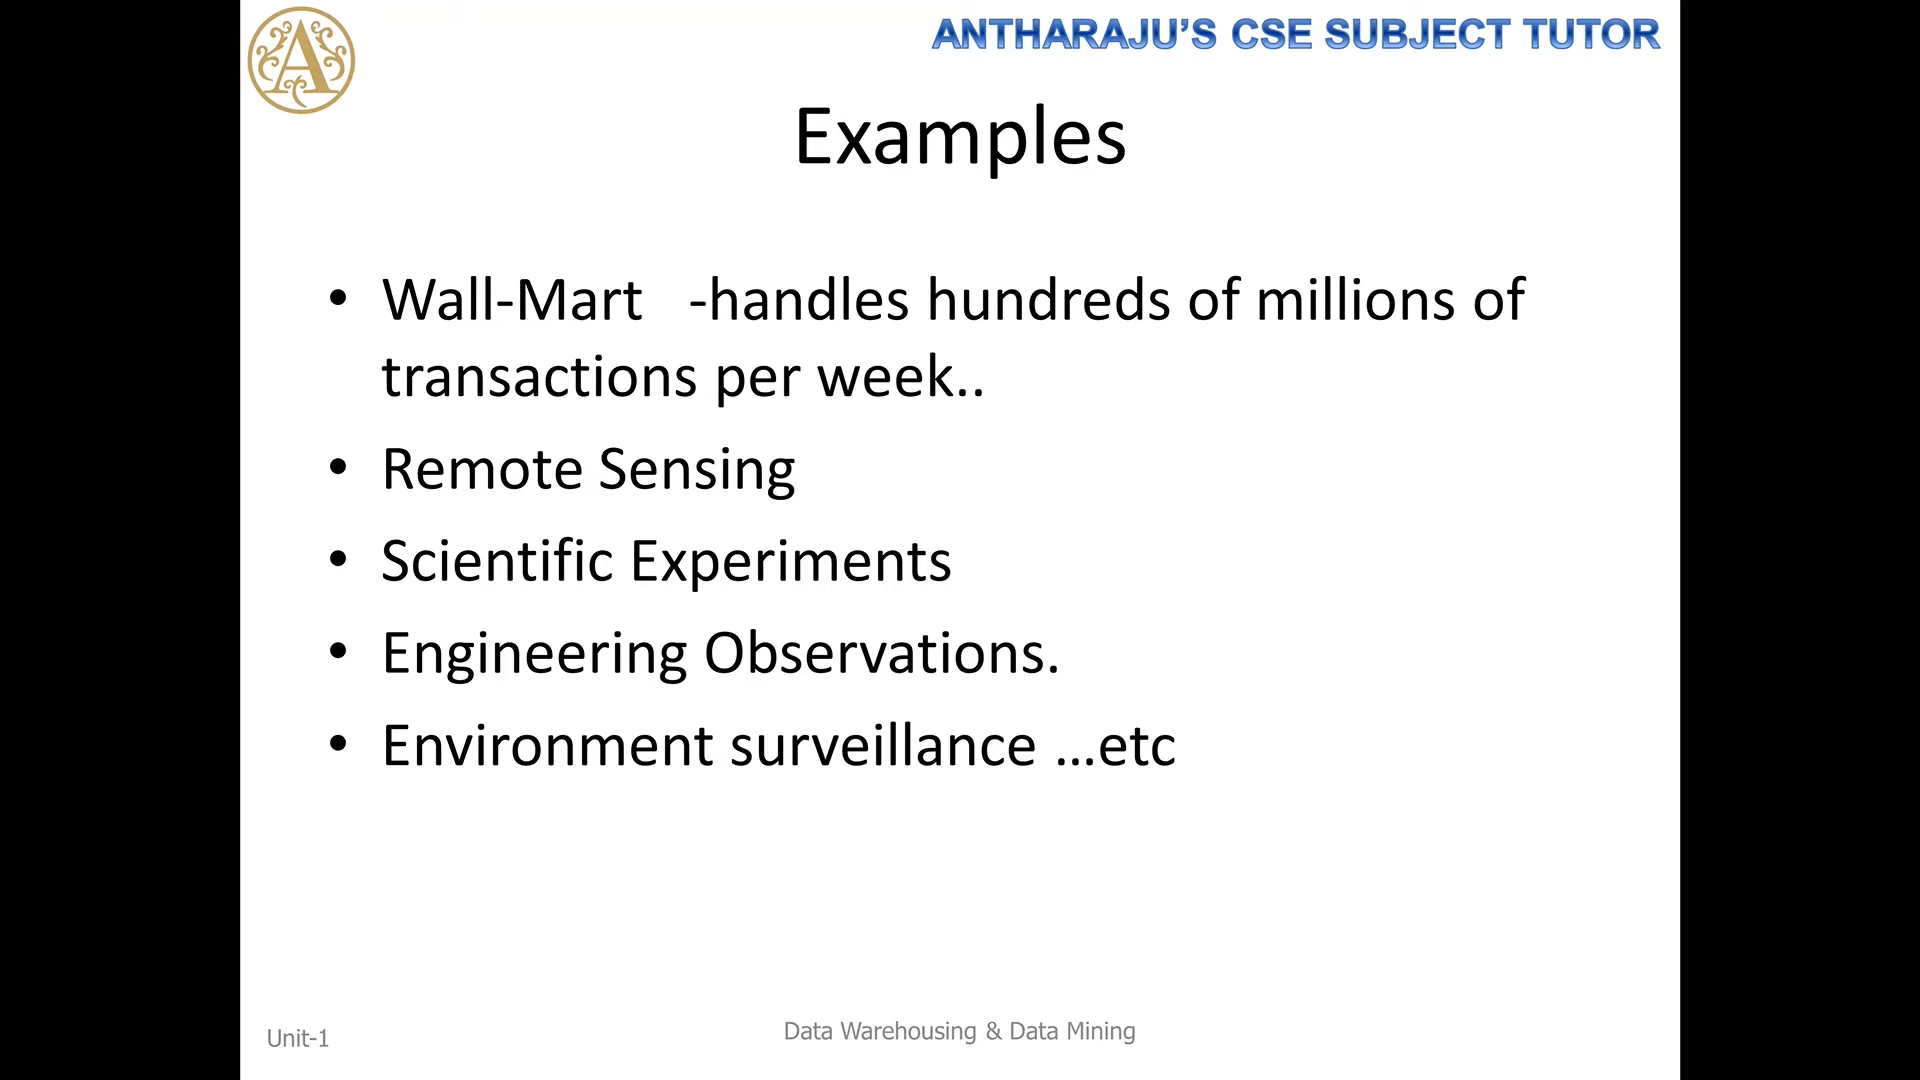 A
ANTHARAJU’S CSE SUBJECT TUTOR
Examples
• Wall-Mart   -handles hundreds of millions of
transactions per week..
• Remote Sensing
• Scientific Experiments
• Engineering Observations.
• Environment surveillance ...etc
Unit-1
Data Warehousing & Data Mining